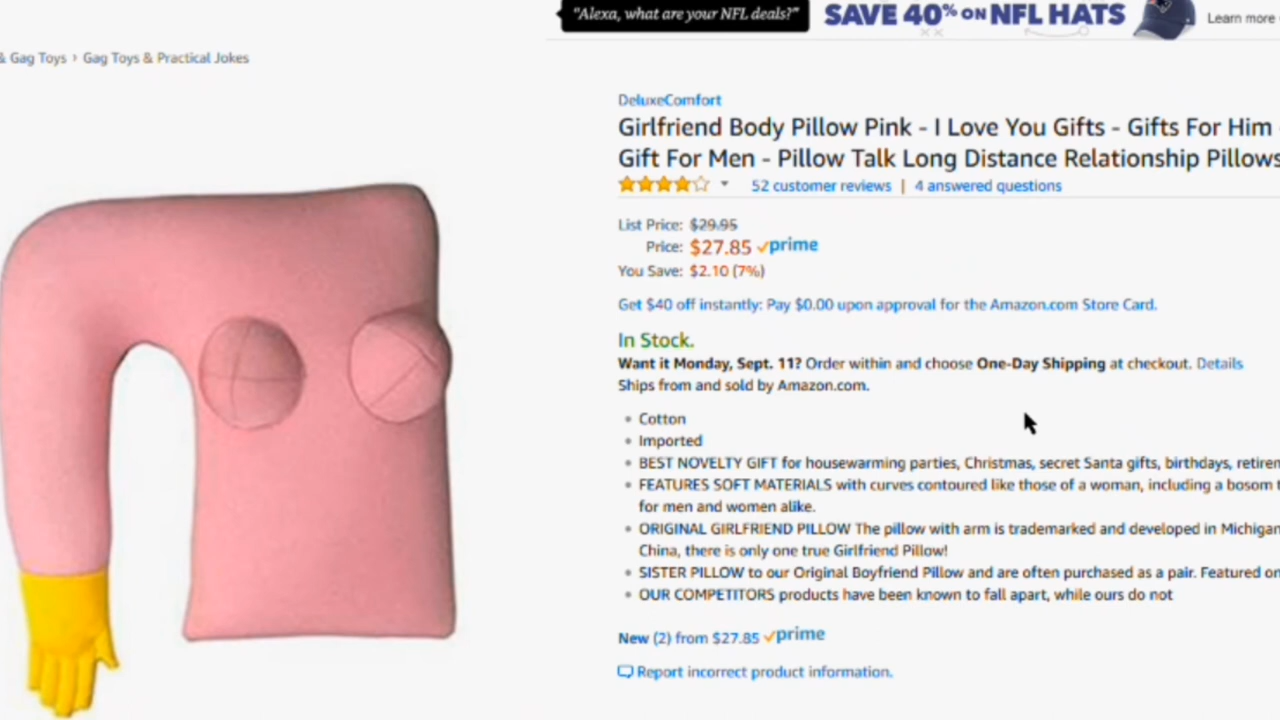 "Alexa, what are your NFL deals?" SAVE 40% ON NFL HATS Learn more
& Gag Toys › Gag Toys & Practical Jokes
DeluxeComfort
Girlfriend Body Pillow Pink - I Love You Gifts - Gifts For Him
Gift For Men - Pillow Talk Long Distance Relationship Pillows
52 customer reviews | 4 answered questions
List Price: $29.95
Price: $27.85 prime
You Save: $2.10 (7%)
Get $40 off instantly: Pay $0.00 upon approval for the Amazon.com Store Card.
In Stock.
Want it Monday, Sept. 11? Order within and choose One-Day Shipping at checkout. Details
Ships from and sold by Amazon.com.
• Cotton
• Imported
• BEST NOVELTY GIFT for housewarming parties, Christmas, secret Santa gifts, birthdays,
• FEATURES SOFT MATERIALS with curves contoured like those of a woman, including a bosom
for men and women alike.
• ORIGINAL GIRLFRIEND PILLOW The pillow with arm is trademarked and developed in Michigan
China, there is only one true Girlfriend Pillow!
• SISTER PILLOW to our Original Boyfriend Pillow and are often purchased as a pair. Featured
• OUR COMPETITORS products have been known to fall apart, while ours do not
New (2) from $27.85 prime
Report incorrect product information.